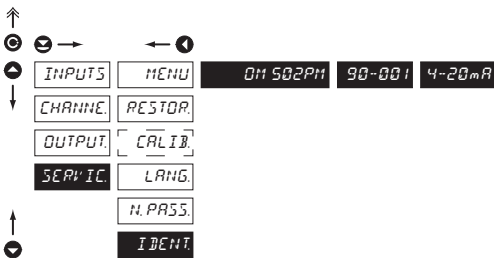 INPUTS MENU OM 502PM 90-001 4-20mA
CHANNE. RESTOR.
OUTPUT. CALIB.
SERVIC. LANG.
N. PASS.
IDENT.